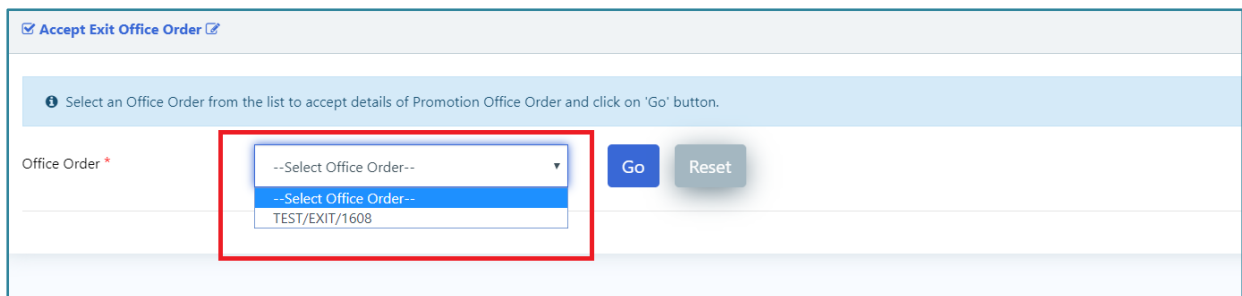 Accept Exit Office Order
Select an Office Order from the list to accept details of Promotion Office Order and click on 'Go' button.
Office Order * --Select Office Order-- Go Reset
--Select Office Order--
TEST/EXIT/1608